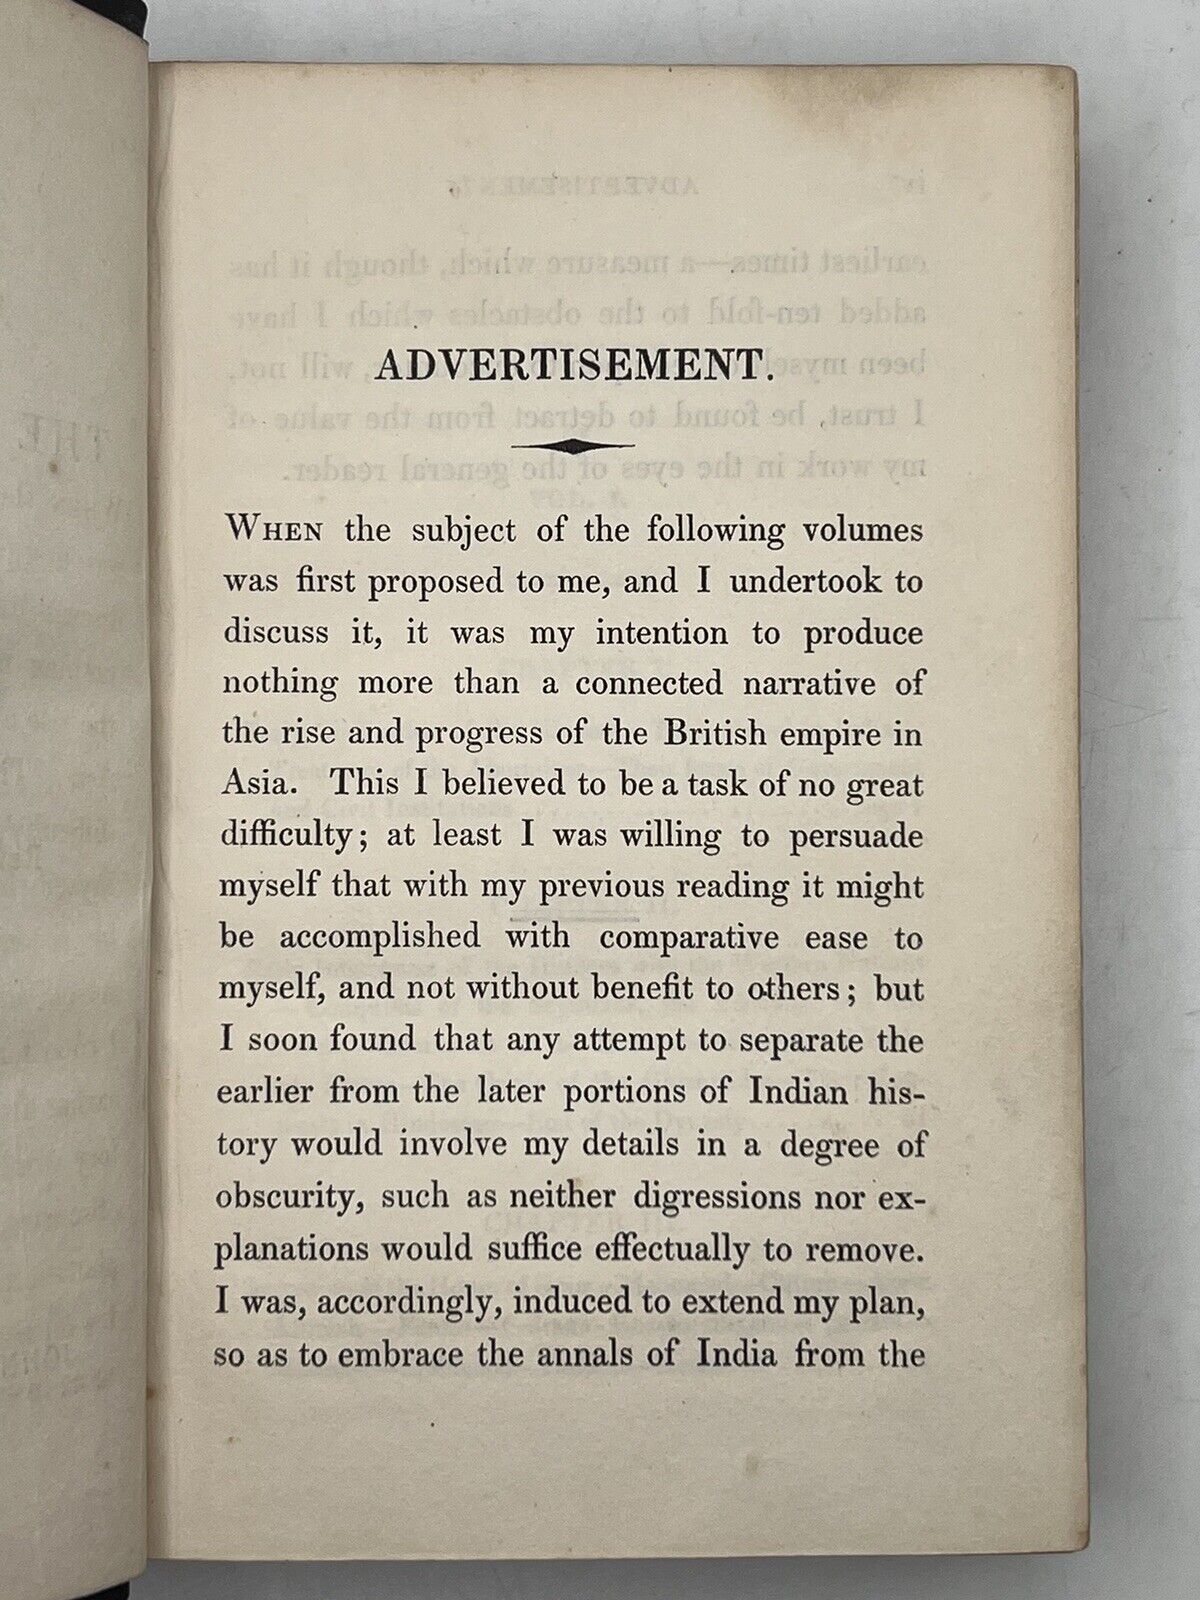 ADVERTISEMENT.
WHEN the subject of the following volumes
was first proposed to me, and I undertook to
discuss it, it was my intention to produce
nothing more than a connected narrative of
the rise and progress of the British empire in
Asia. This I believed to be a task of no great
difficulty; at least I was willing to persuade
myself that with my previous reading it might
be accomplished with comparative ease to
myself, and not without benefit to others; but
I soon found that any attempt to separate the
earlier from the later portions of Indian his-
tory would involve my details in a degree of
obscurity, such as neither digressions nor ex-
planations would suffice effectually to remove.
I was, accordingly, induced to extend my plan,
so as to embrace the annals of India from the